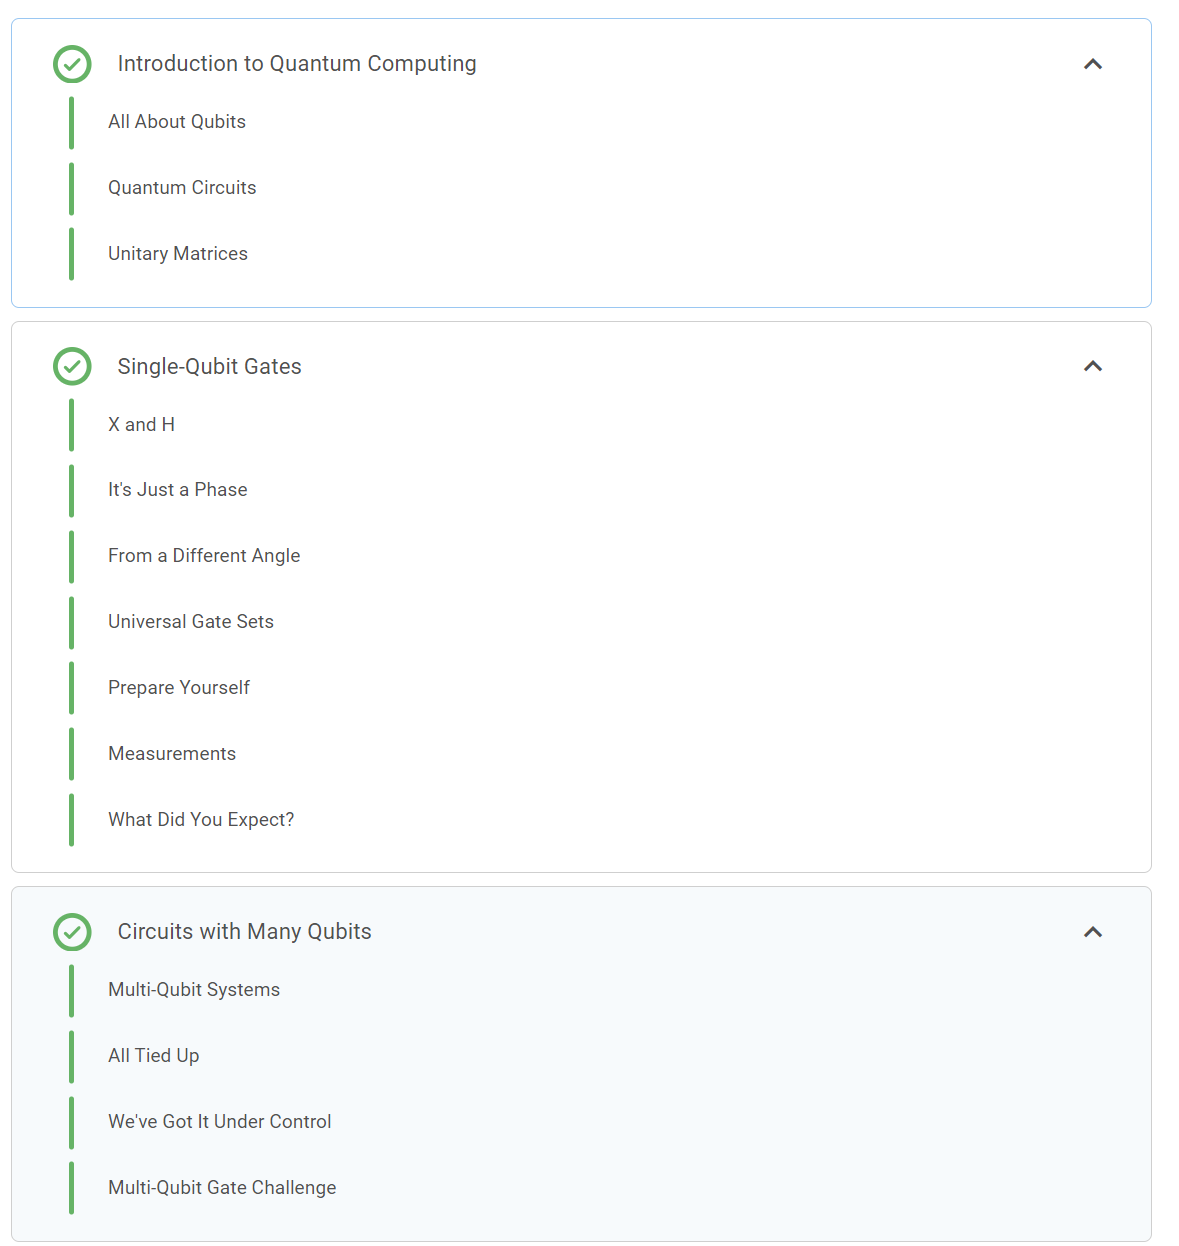 Introduction to Quantum Computing
All About Qubits
Quantum Circuits
Unitary Matrices
Single-Qubit Gates
X and H
It's Just a Phase
From a Different Angle
Universal Gate Sets
Prepare Yourself
Measurements
What Did You Expect?
Circuits with Many Qubits
Multi-Qubit Systems
All Tied Up
We've Got It Under Control
Multi-Qubit Gate Challenge